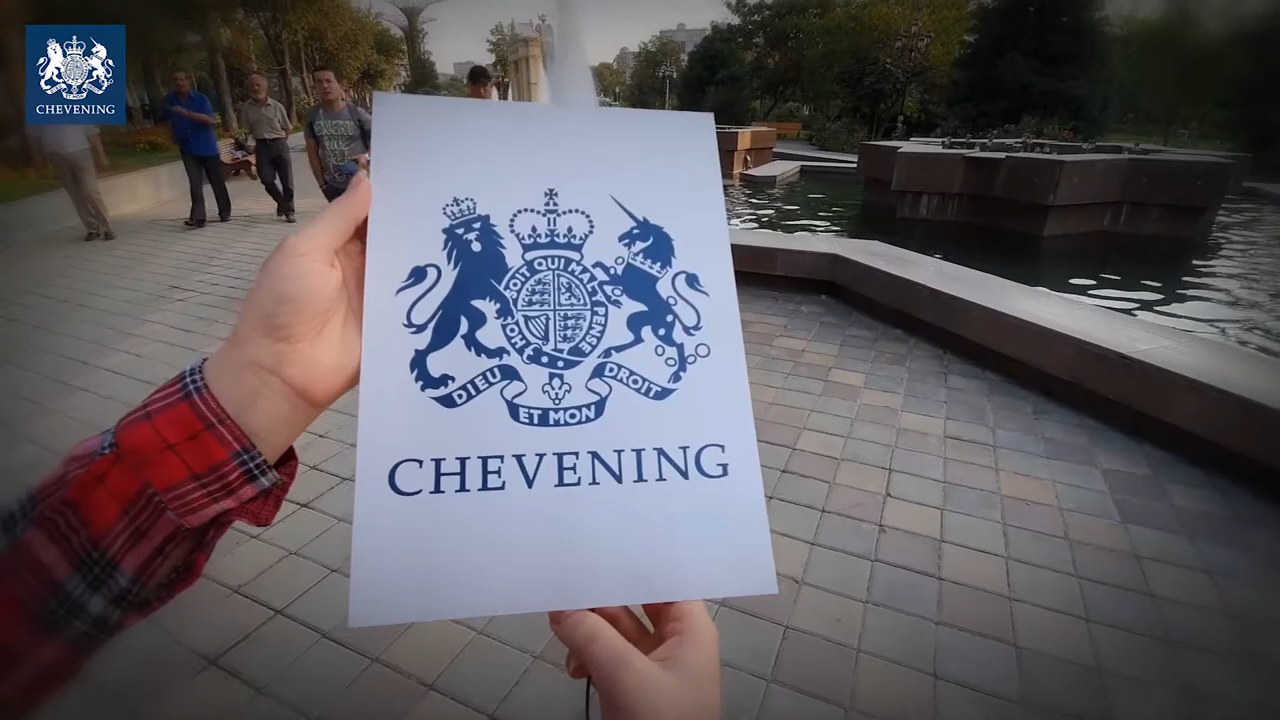 CHEVENING
HONI SOIT QUI MAL Y PENSE
DIEU ET MON DROIT
CHEVENING